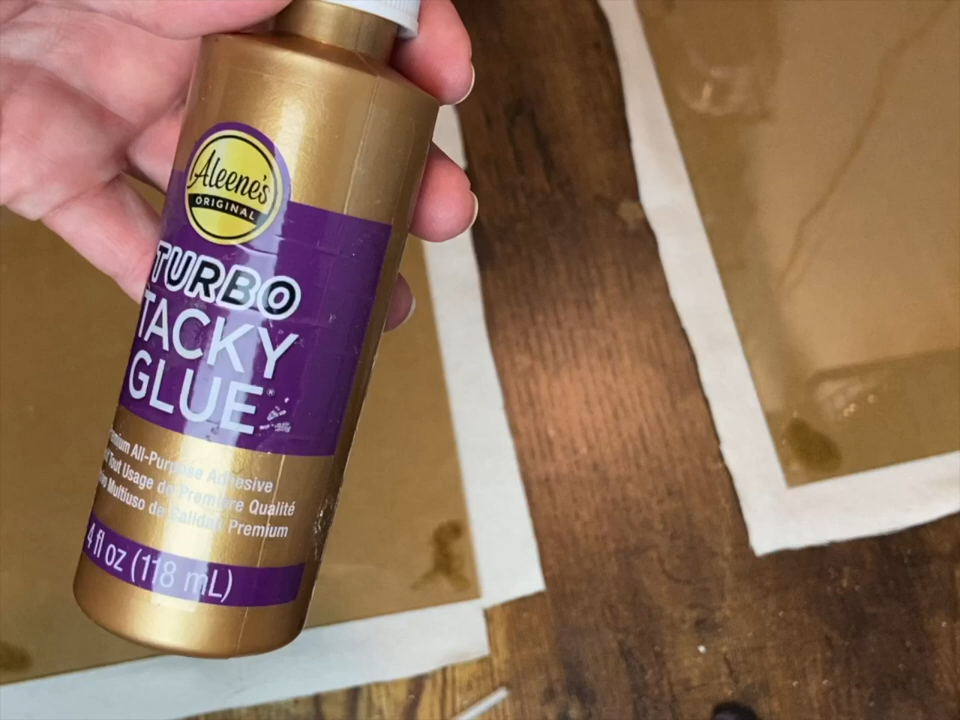 Aleene's
ORIGINAL
TURBO
TACKY
GLUE®
All-Purpose Adhesive
Tout Usage de Première Qualité
Multiuso de Calidad Premium
4 fl oz (118 mL)